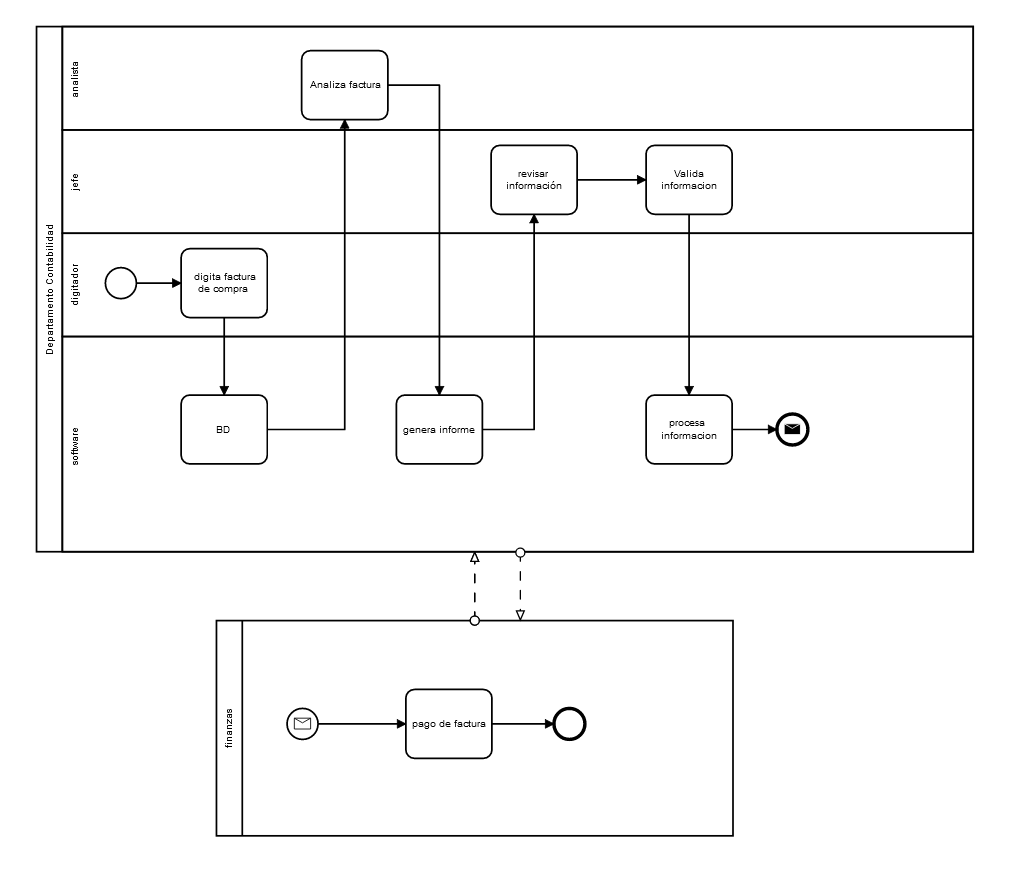 Departamento Contabilidad
analista
Analiza factura
jefe
revisar
información
Valida
informacion
digitador
digita factura
de compra
software
BD
genera informe
procesa
informacion
finanzas
pago de factura